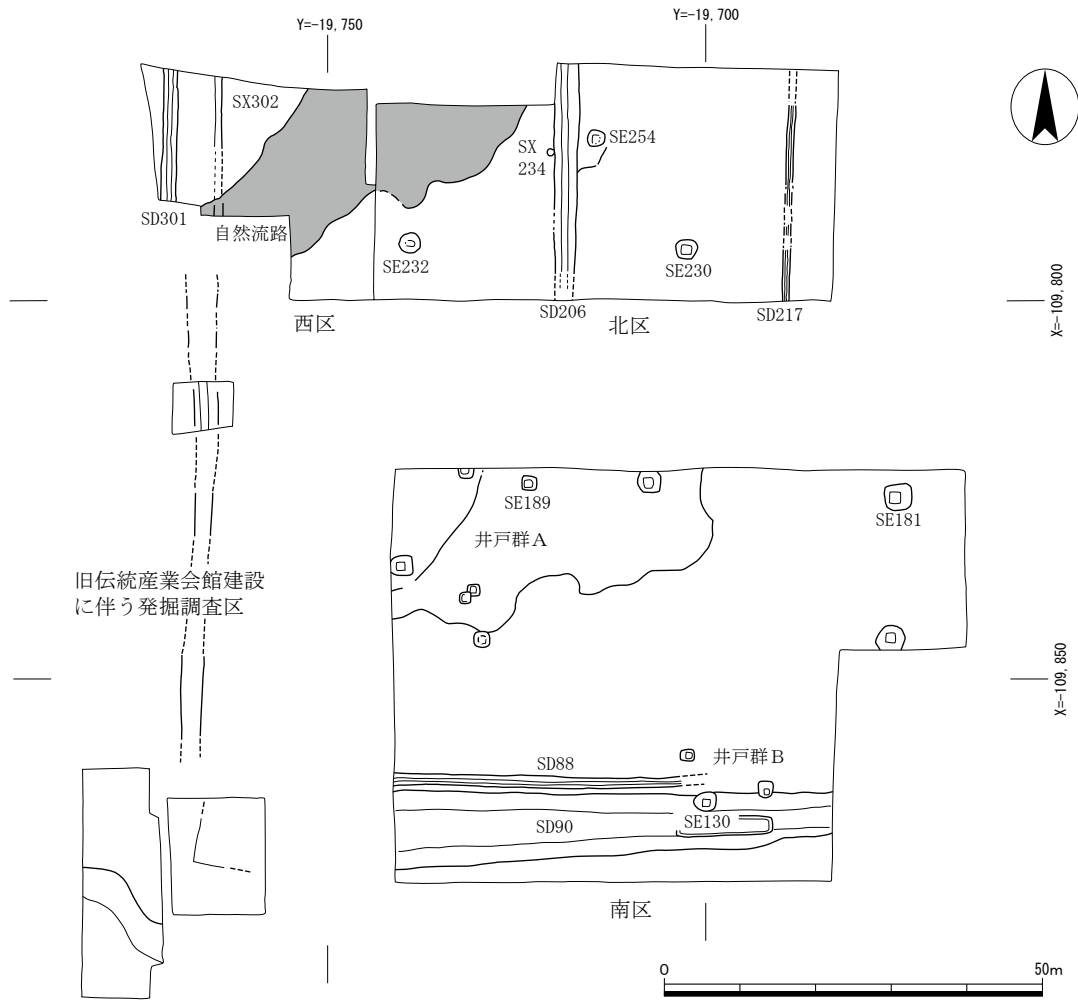 Y=-19,750
Y=-19,700
SX302
SX
234
SE254
SD301
自然流路
SE232
SE230
SD206
SD217
西区
北区
X=-109,800
SE189
SE181
井戸群A
旧伝統産業会館建設
に伴う発掘調査区
X=-109,850
SD88
井戸群B
SD90
SE130
南区
0
50m